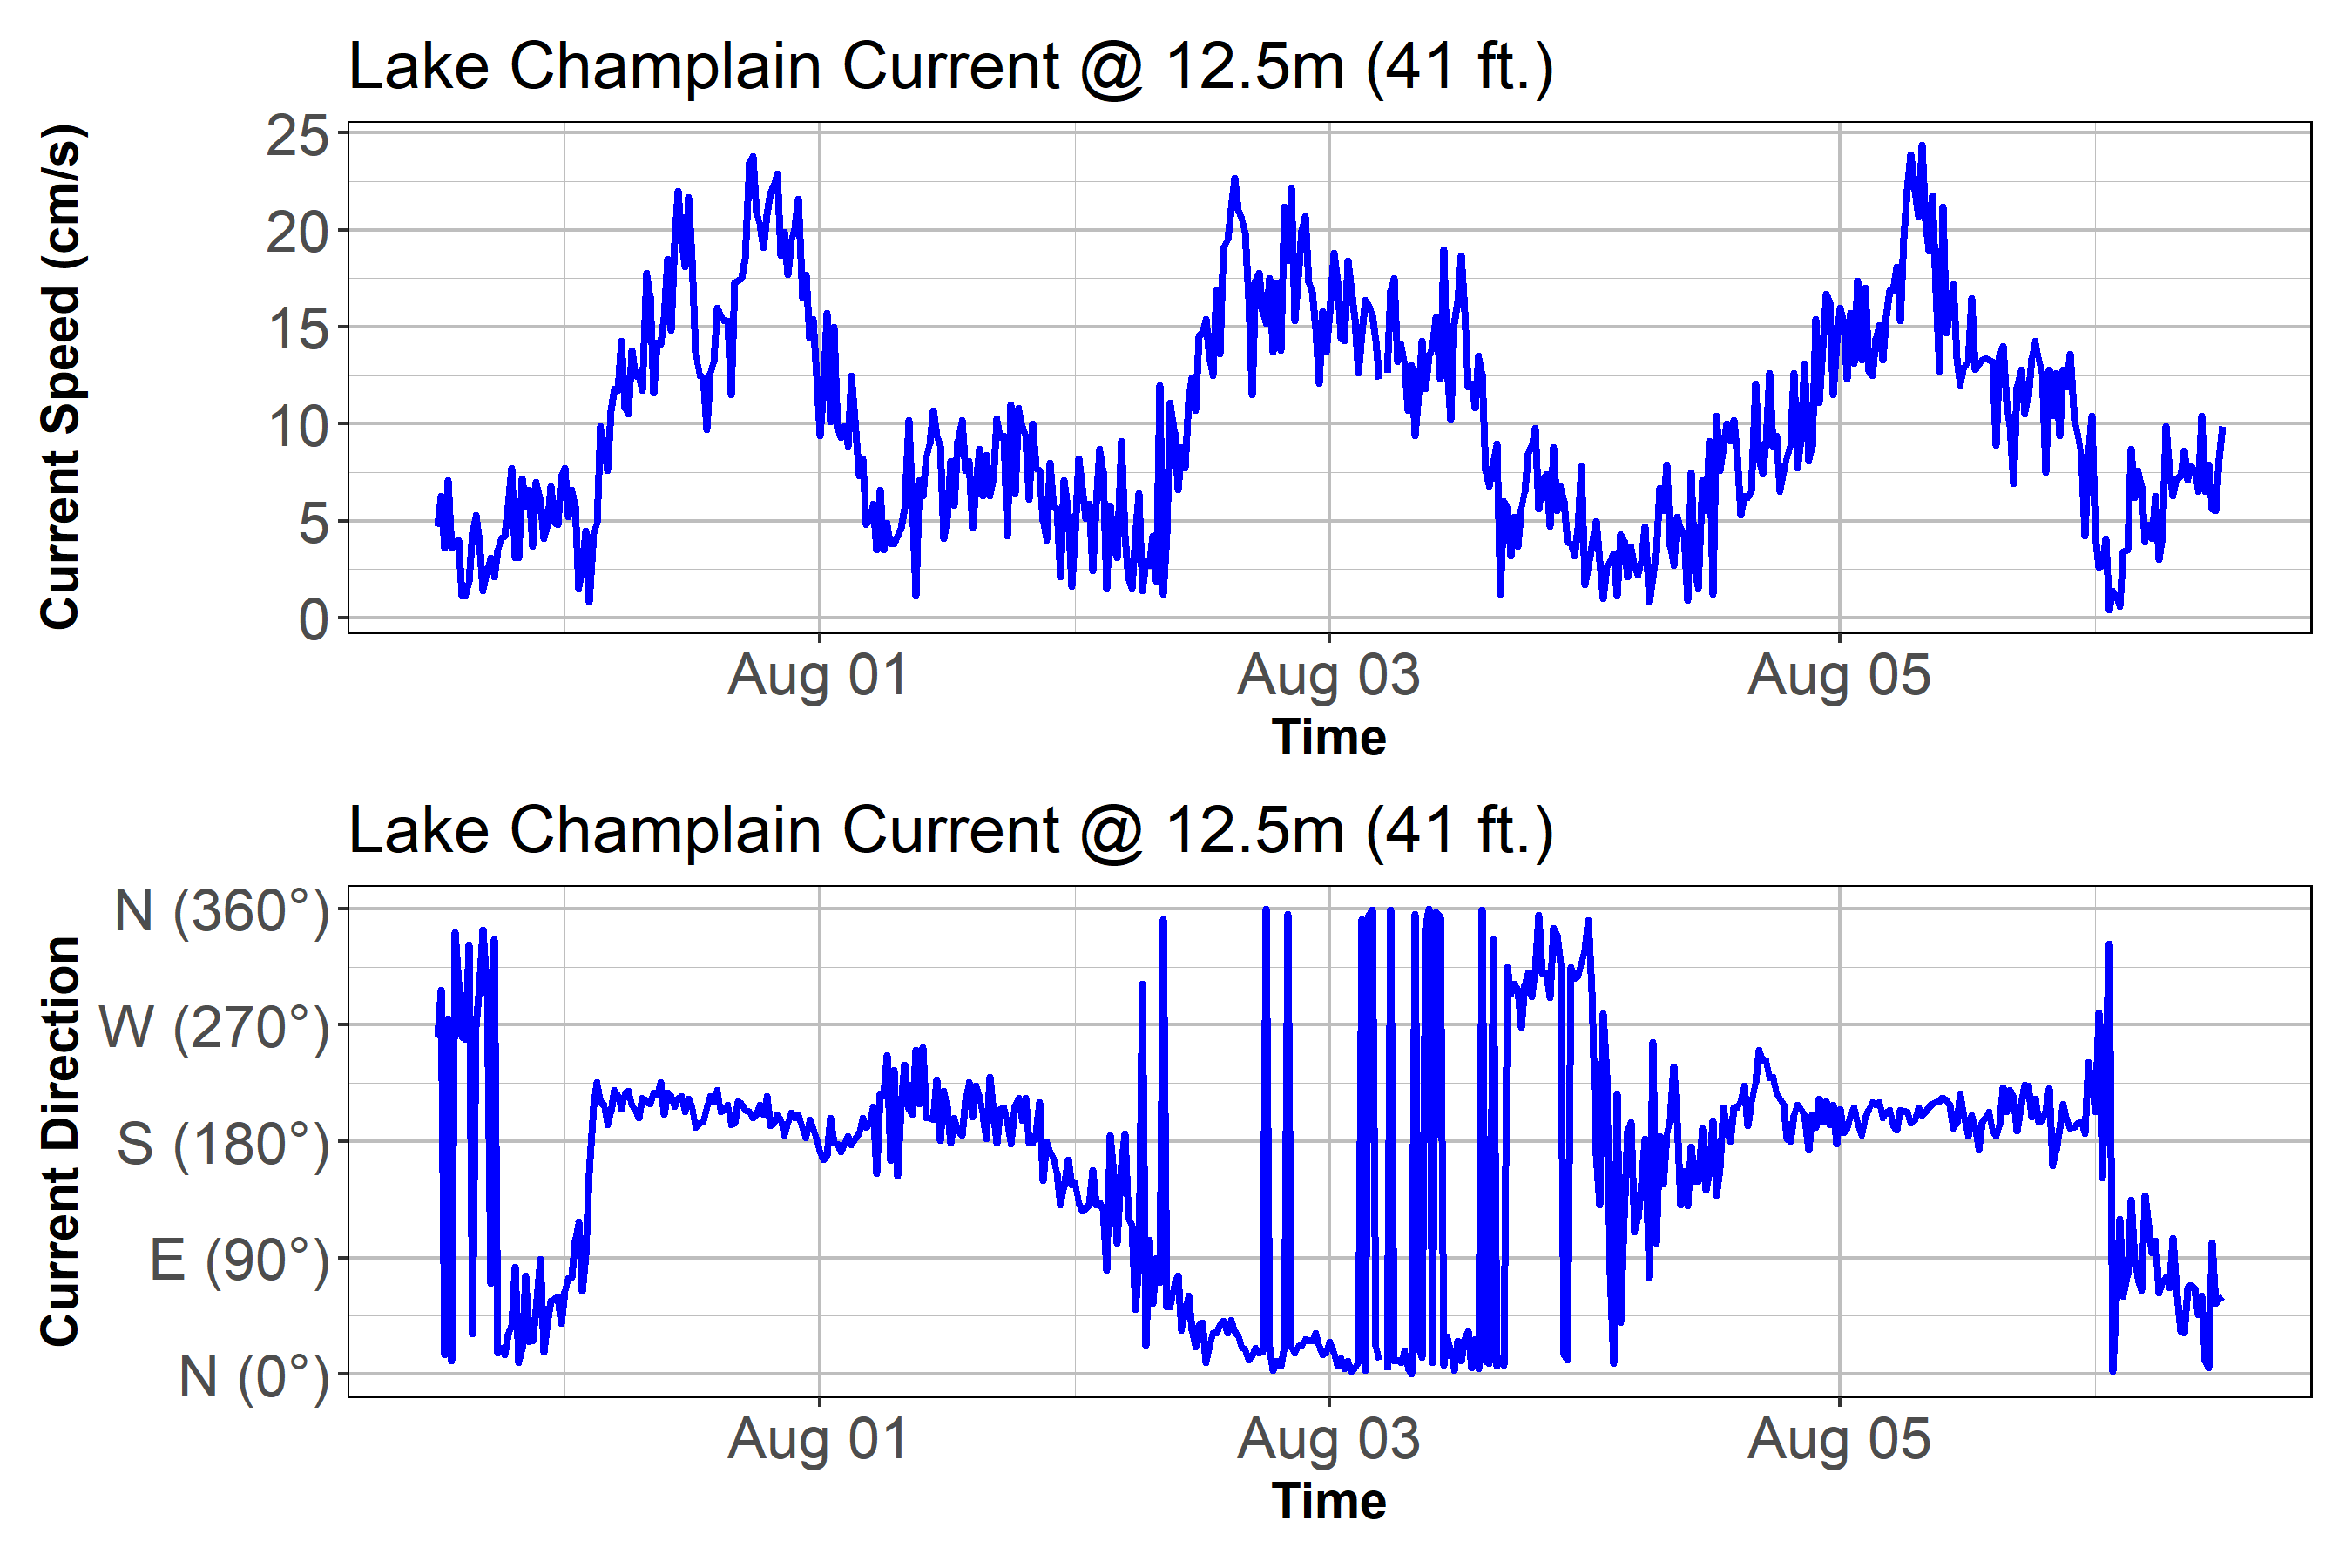 Lake Champlain Current @ 12.5m (41 ft.)
Current Speed (cm/s)
25
20
15
10
5
0
Aug 01 Aug 03 Aug 05
Time
Lake Champlain Current @ 12.5m (41 ft.)
Current Direction
N (360°)
W (270°)
S (180°)
E (90°)
N (0°)
Aug 01 Aug 03 Aug 05
Time